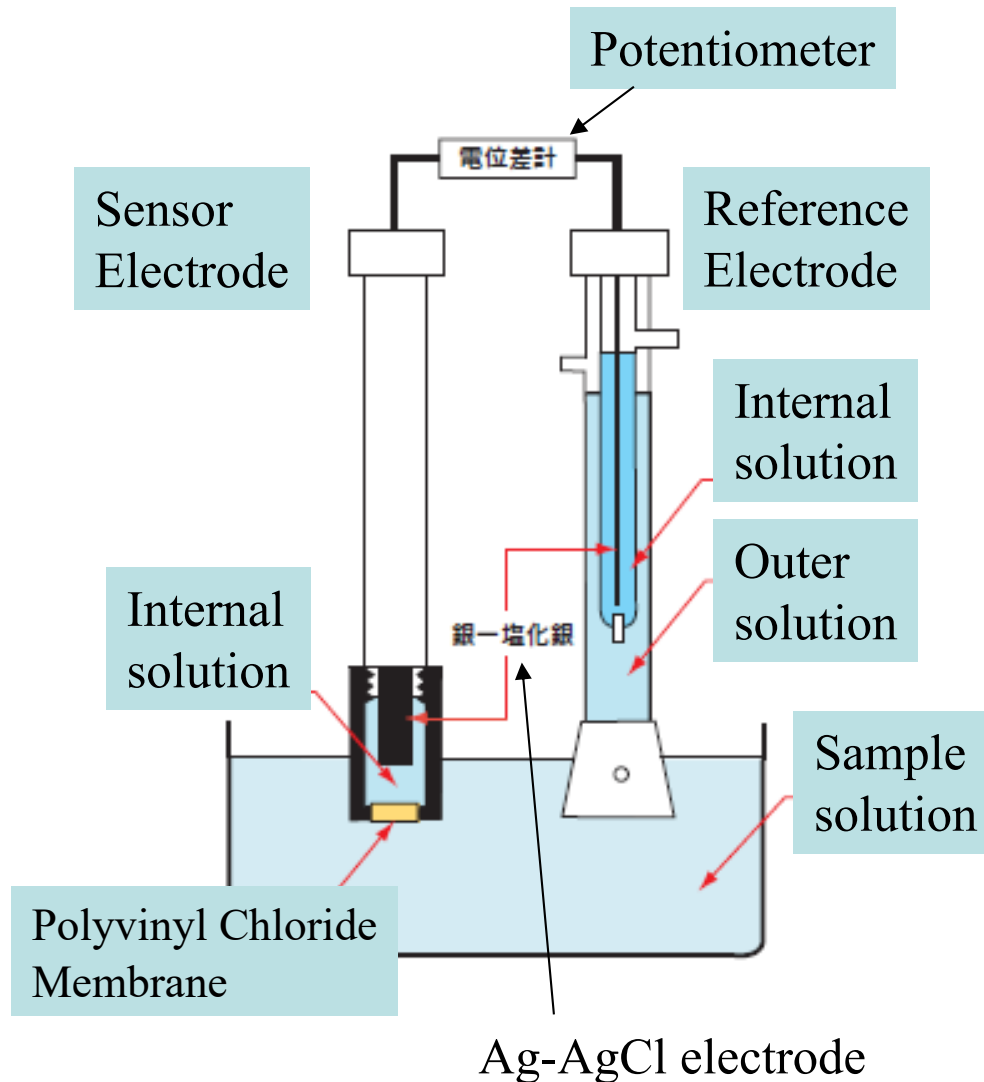 Potentiometer
電位差計
Sensor
Electrode
Reference
Electrode
Internal
solution
Outer
solution
Internal
solution
銀ー塩化銀
Sample
solution
Polyvinyl Chloride
Membrane
Ag-AgCl electrode